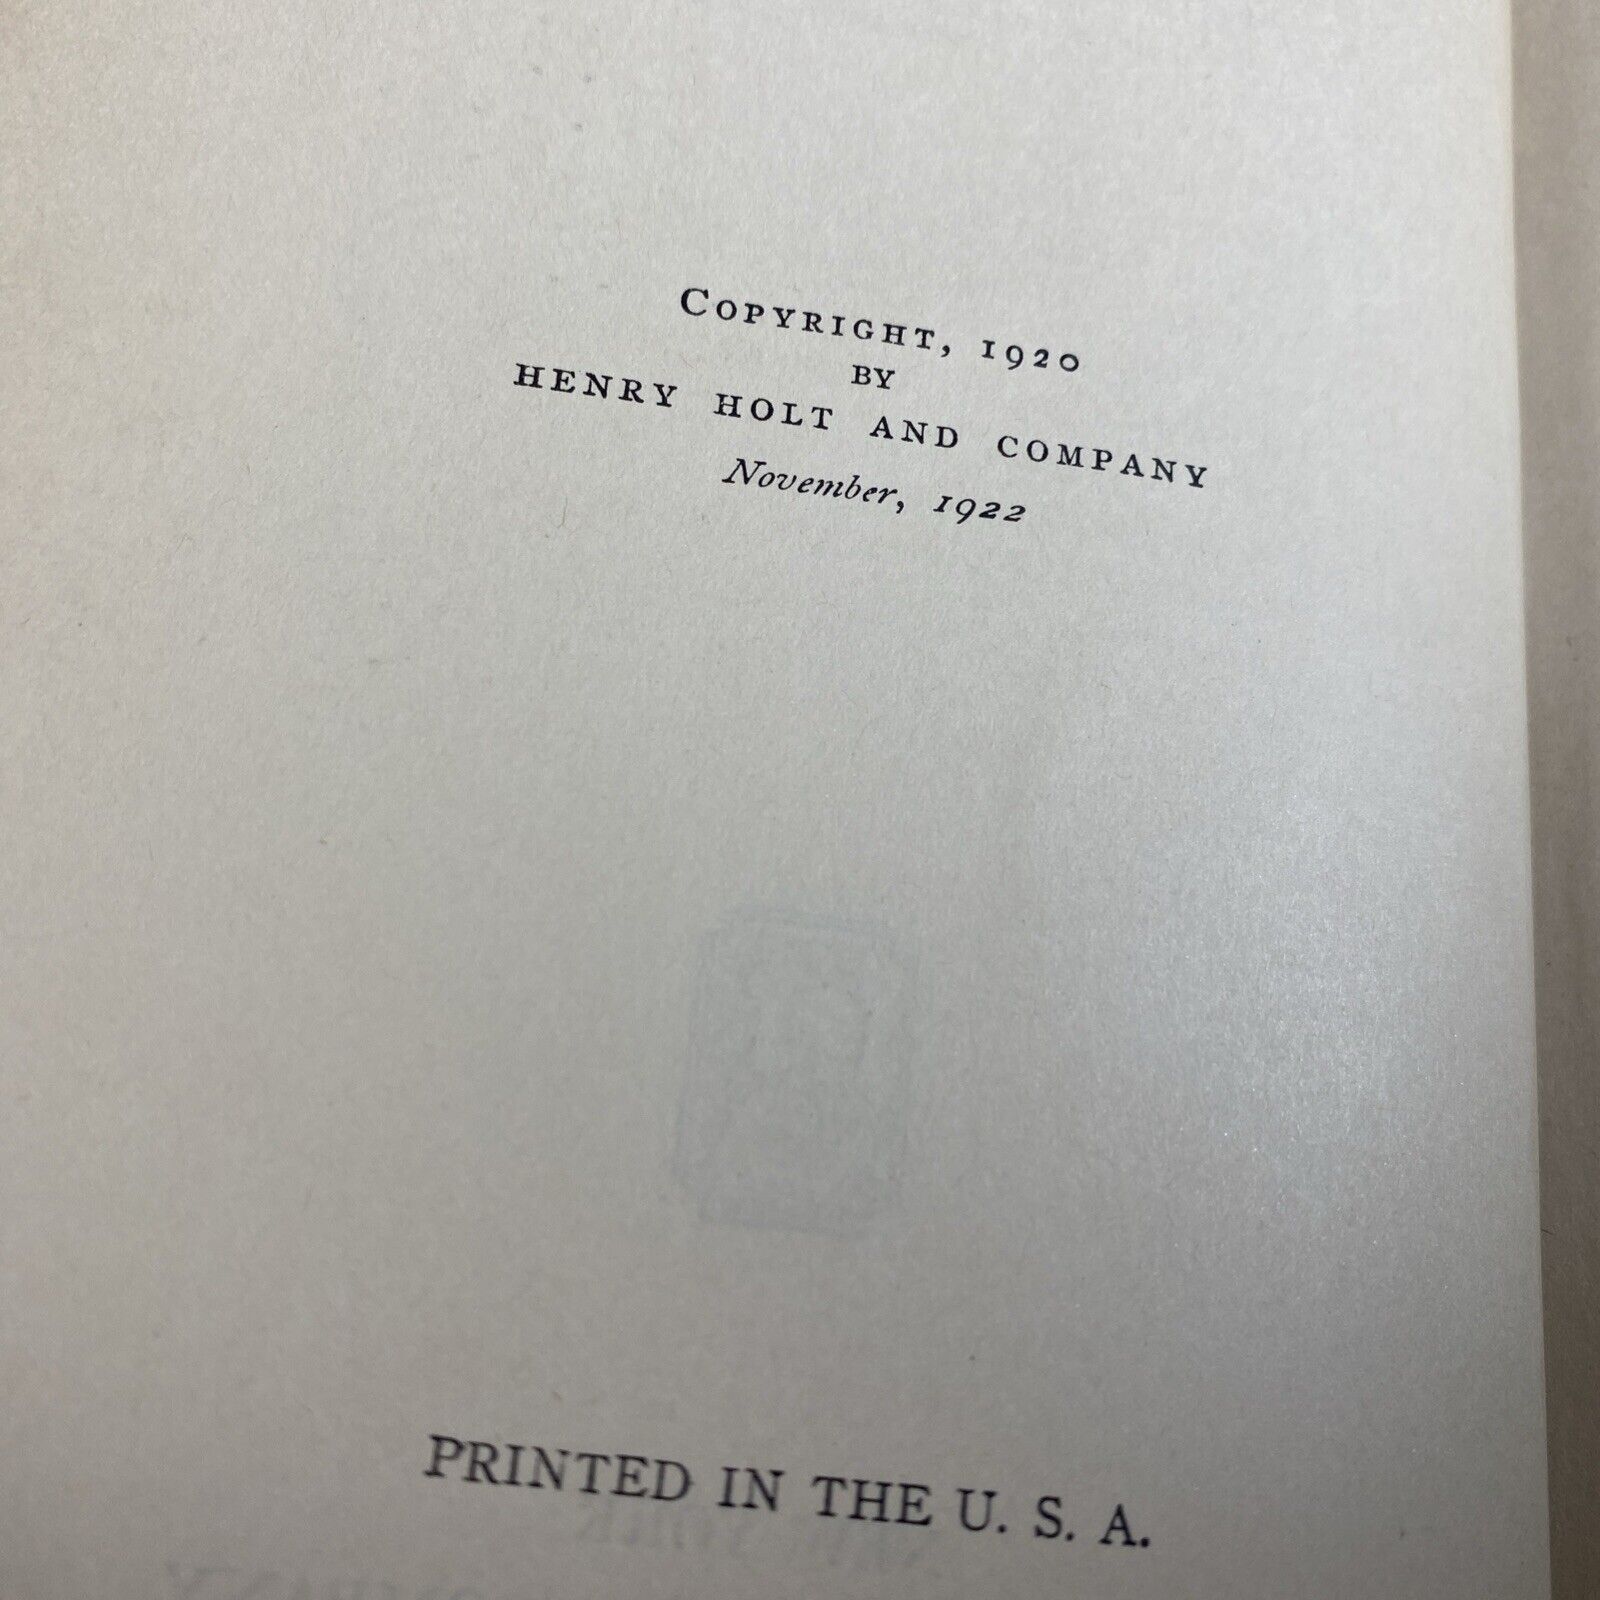 COPYRIGHT, 1920
BY
HENRY HOLT AND COMPANY
November, 1922
PRINTED IN THE U. S. A.